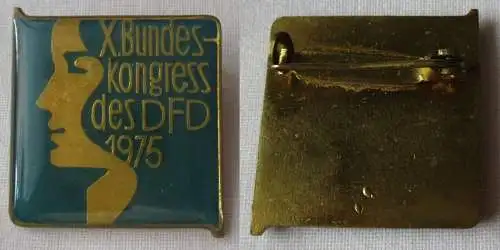 X. Bundes-
kongress
des DFD
1975